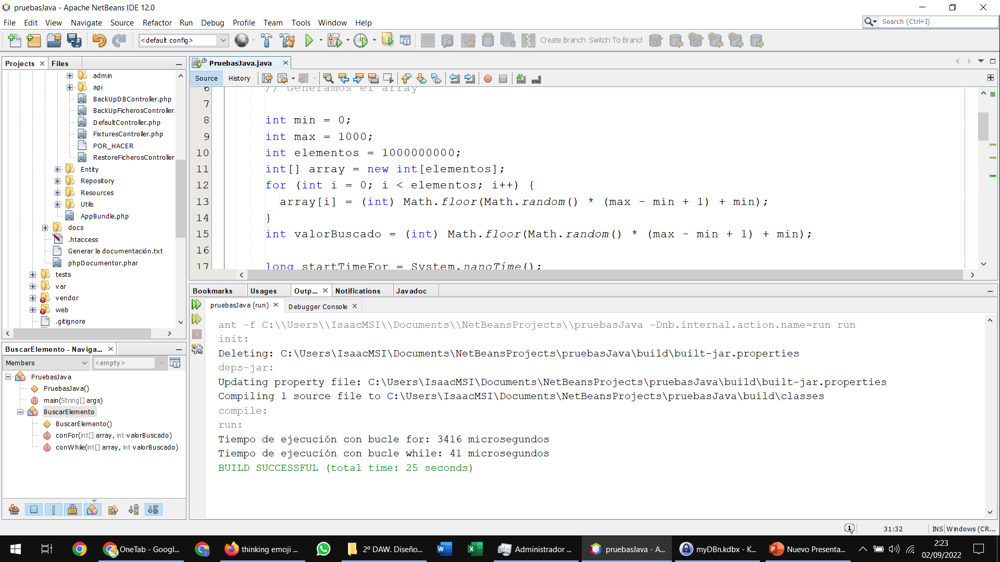 pruebasJava - Apache NetBeans IDE 12.0
File Edit View Navigate Source Refactor Run Debug Profile Team Tools Window Help
Search (Ctrl+I)
<default config>
Create Branch Switch To Branch
Projects Files
admin
api
BackUpDBController.php
BackUpFicherosController.
DefaultController.php
FixturesController.php
POR_HACER
RestoreFicherosController
Entity
Repository
Resources
Utils
AppBundle.php
docs
.htaccess
Generar la documentación.txt
phpDocumentor.phar
tests
var
vendor
web
.gitignore
BuscarElemento - Naviga...
Members <empty>
PruebasJava
PruebasJava()
main(String[] args)
BuscarElemento
BuscarElemento()
conFor(int[] array, int valorBuscado)
conWhile(int[] array, int valorBuscado)
PruebasJava.java
Source History
6 // Generamos el array
7
8 int min = 0;
9 int max = 1000;
10 int elementos = 1000000000;
11 int[] array = new int[elementos];
12 for (int i = 0; i < elementos; i++) {
13 array[i] = (int) Math.floor(Math.random() * (max - min + 1) + min);
14 }
15 int valorBuscado = (int) Math.floor(Math.random() * (max - min + 1) + min);
16
17 long startTimeFor = System.nanoTime();
Bookmarks Usages Outp... Notifications Javadoc
pruebasJava (run) Debugger Console
ant -f C:\\Users\\IsaacMSI\\Documents\\NetBeansProjects\\pruebasJava -Dnb.internal.action.name=run run
init:
Deleting: C:\Users\IsaacMSI\Documents\NetBeansProjects\pruebasJava\build\built-jar.properties
deps-jar:
Updating property file: C:\Users\IsaacMSI\Documents\NetBeansProjects\pruebasJava\build\built-jar.properties
Compiling 1 source file to C:\Users\IsaacMSI\Documents\NetBeansProjects\pruebasJava\build\classes
compile:
run:
Tiempo de ejecución con bucle for: 3416 microsegundos
Tiempo de ejecución con bucle while: 41 microsegundos
BUILD SUCCESSFUL (total time: 25 seconds)
1 31:32 INS Windows (CR...
OneTab - Googl... thinking emoji ... 2º DAW. Diseño... Administrador ... pruebasJava - A... myDBn.kdbx - K... Nuevo Presenta...
2:23
02/09/2022